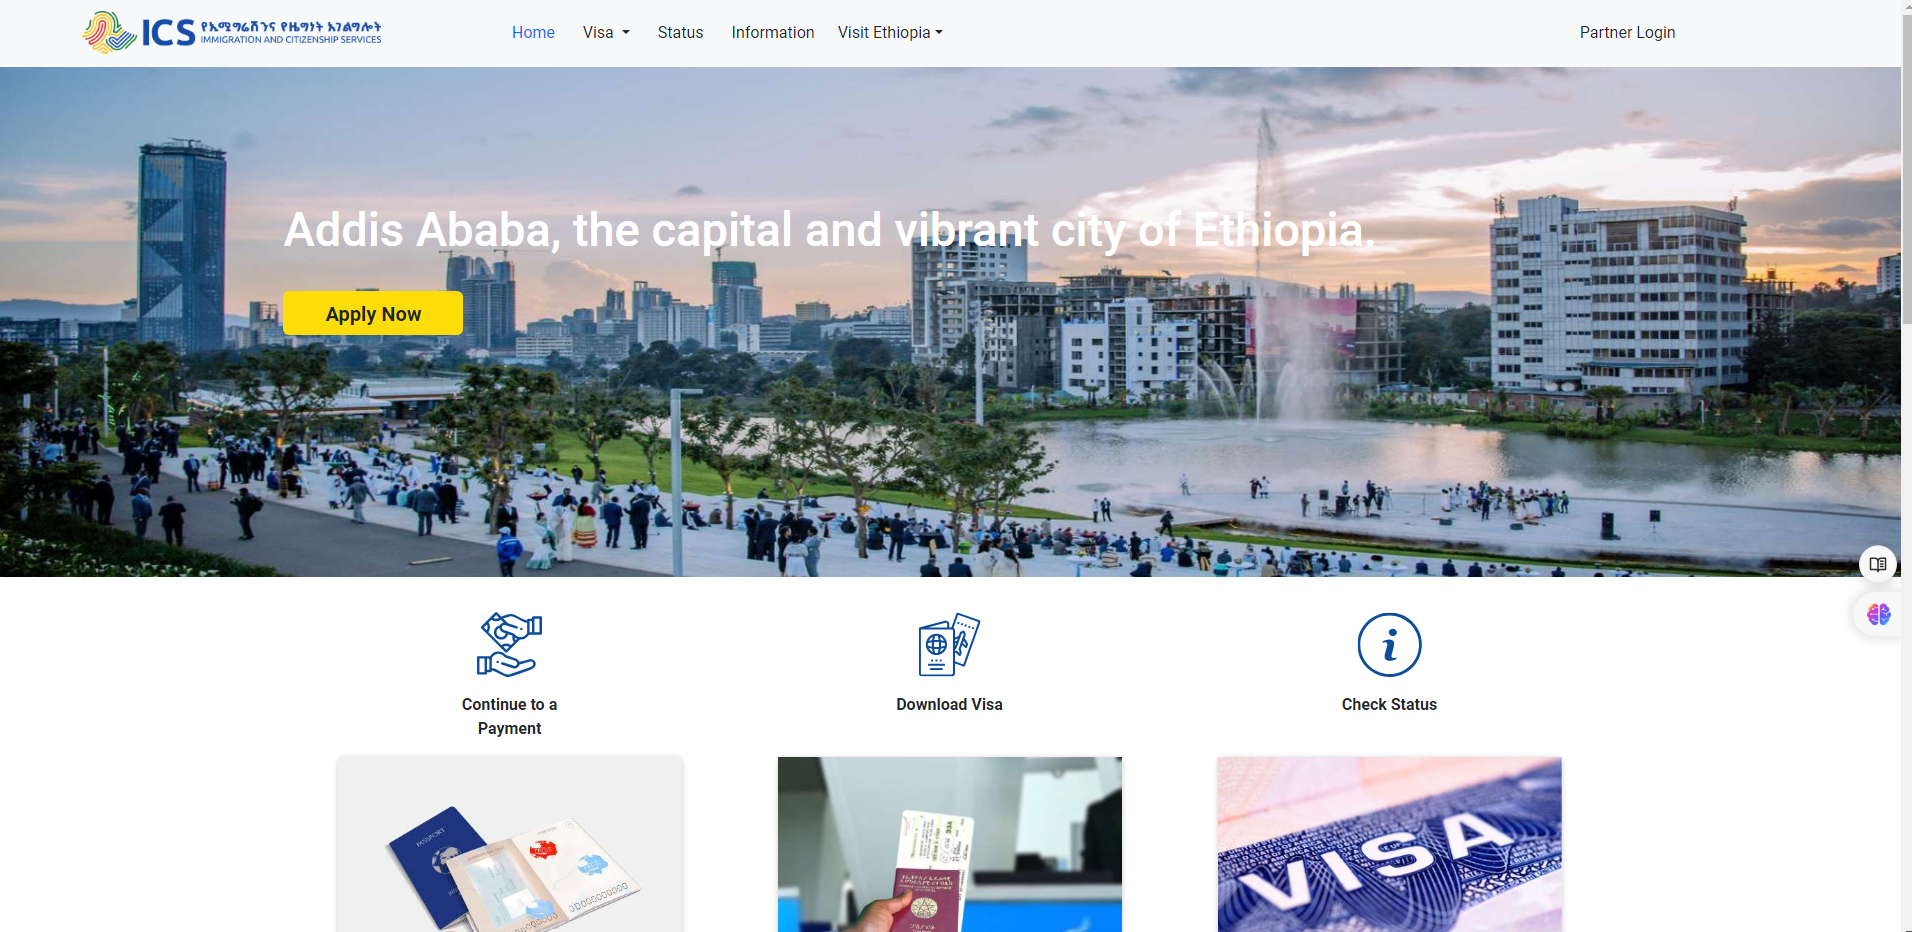 ICS
የኢሚግሬሽንና የዜግነት አገልግሎት
IMMIGRATION AND CITIZENSHIP SERVICES
Home
Visa
Status
Information
Visit Ethiopia
Partner Login
Addis Ababa, the capital and vibrant city of Ethiopia.
Apply Now
Continue to a
Payment
Download Visa
Check Status
PASSPORT
VISA